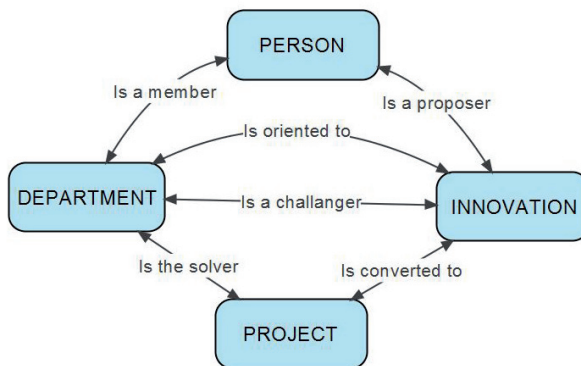 PERSON
Is a member
Is a proposer
Is oriented to
DEPARTMENT
Is a challanger
INNOVATION
Is the solver
Is converted to
PROJECT